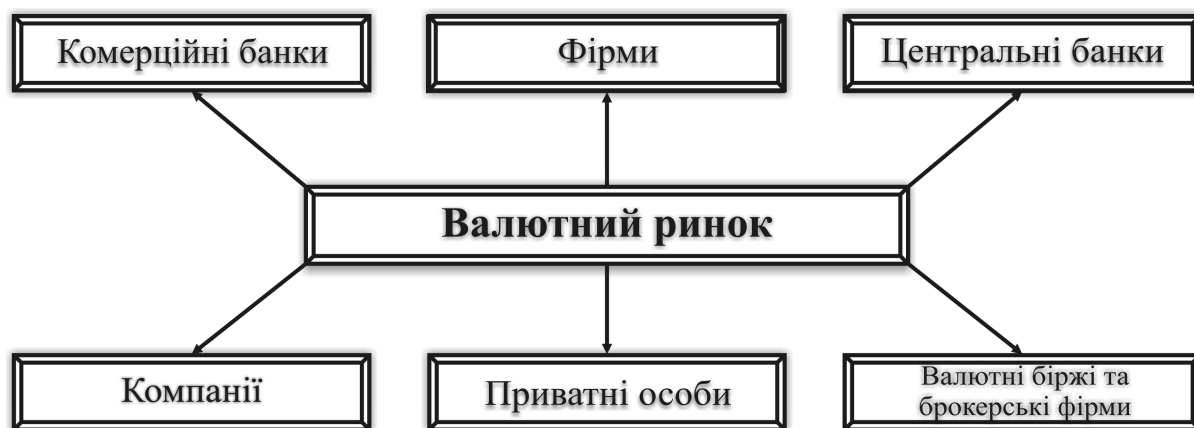 Комерційні банки
Фірми
Центральні банки
Валютний ринок
Компанії
Приватні особи
Валютні біржі та
брокерські фірми